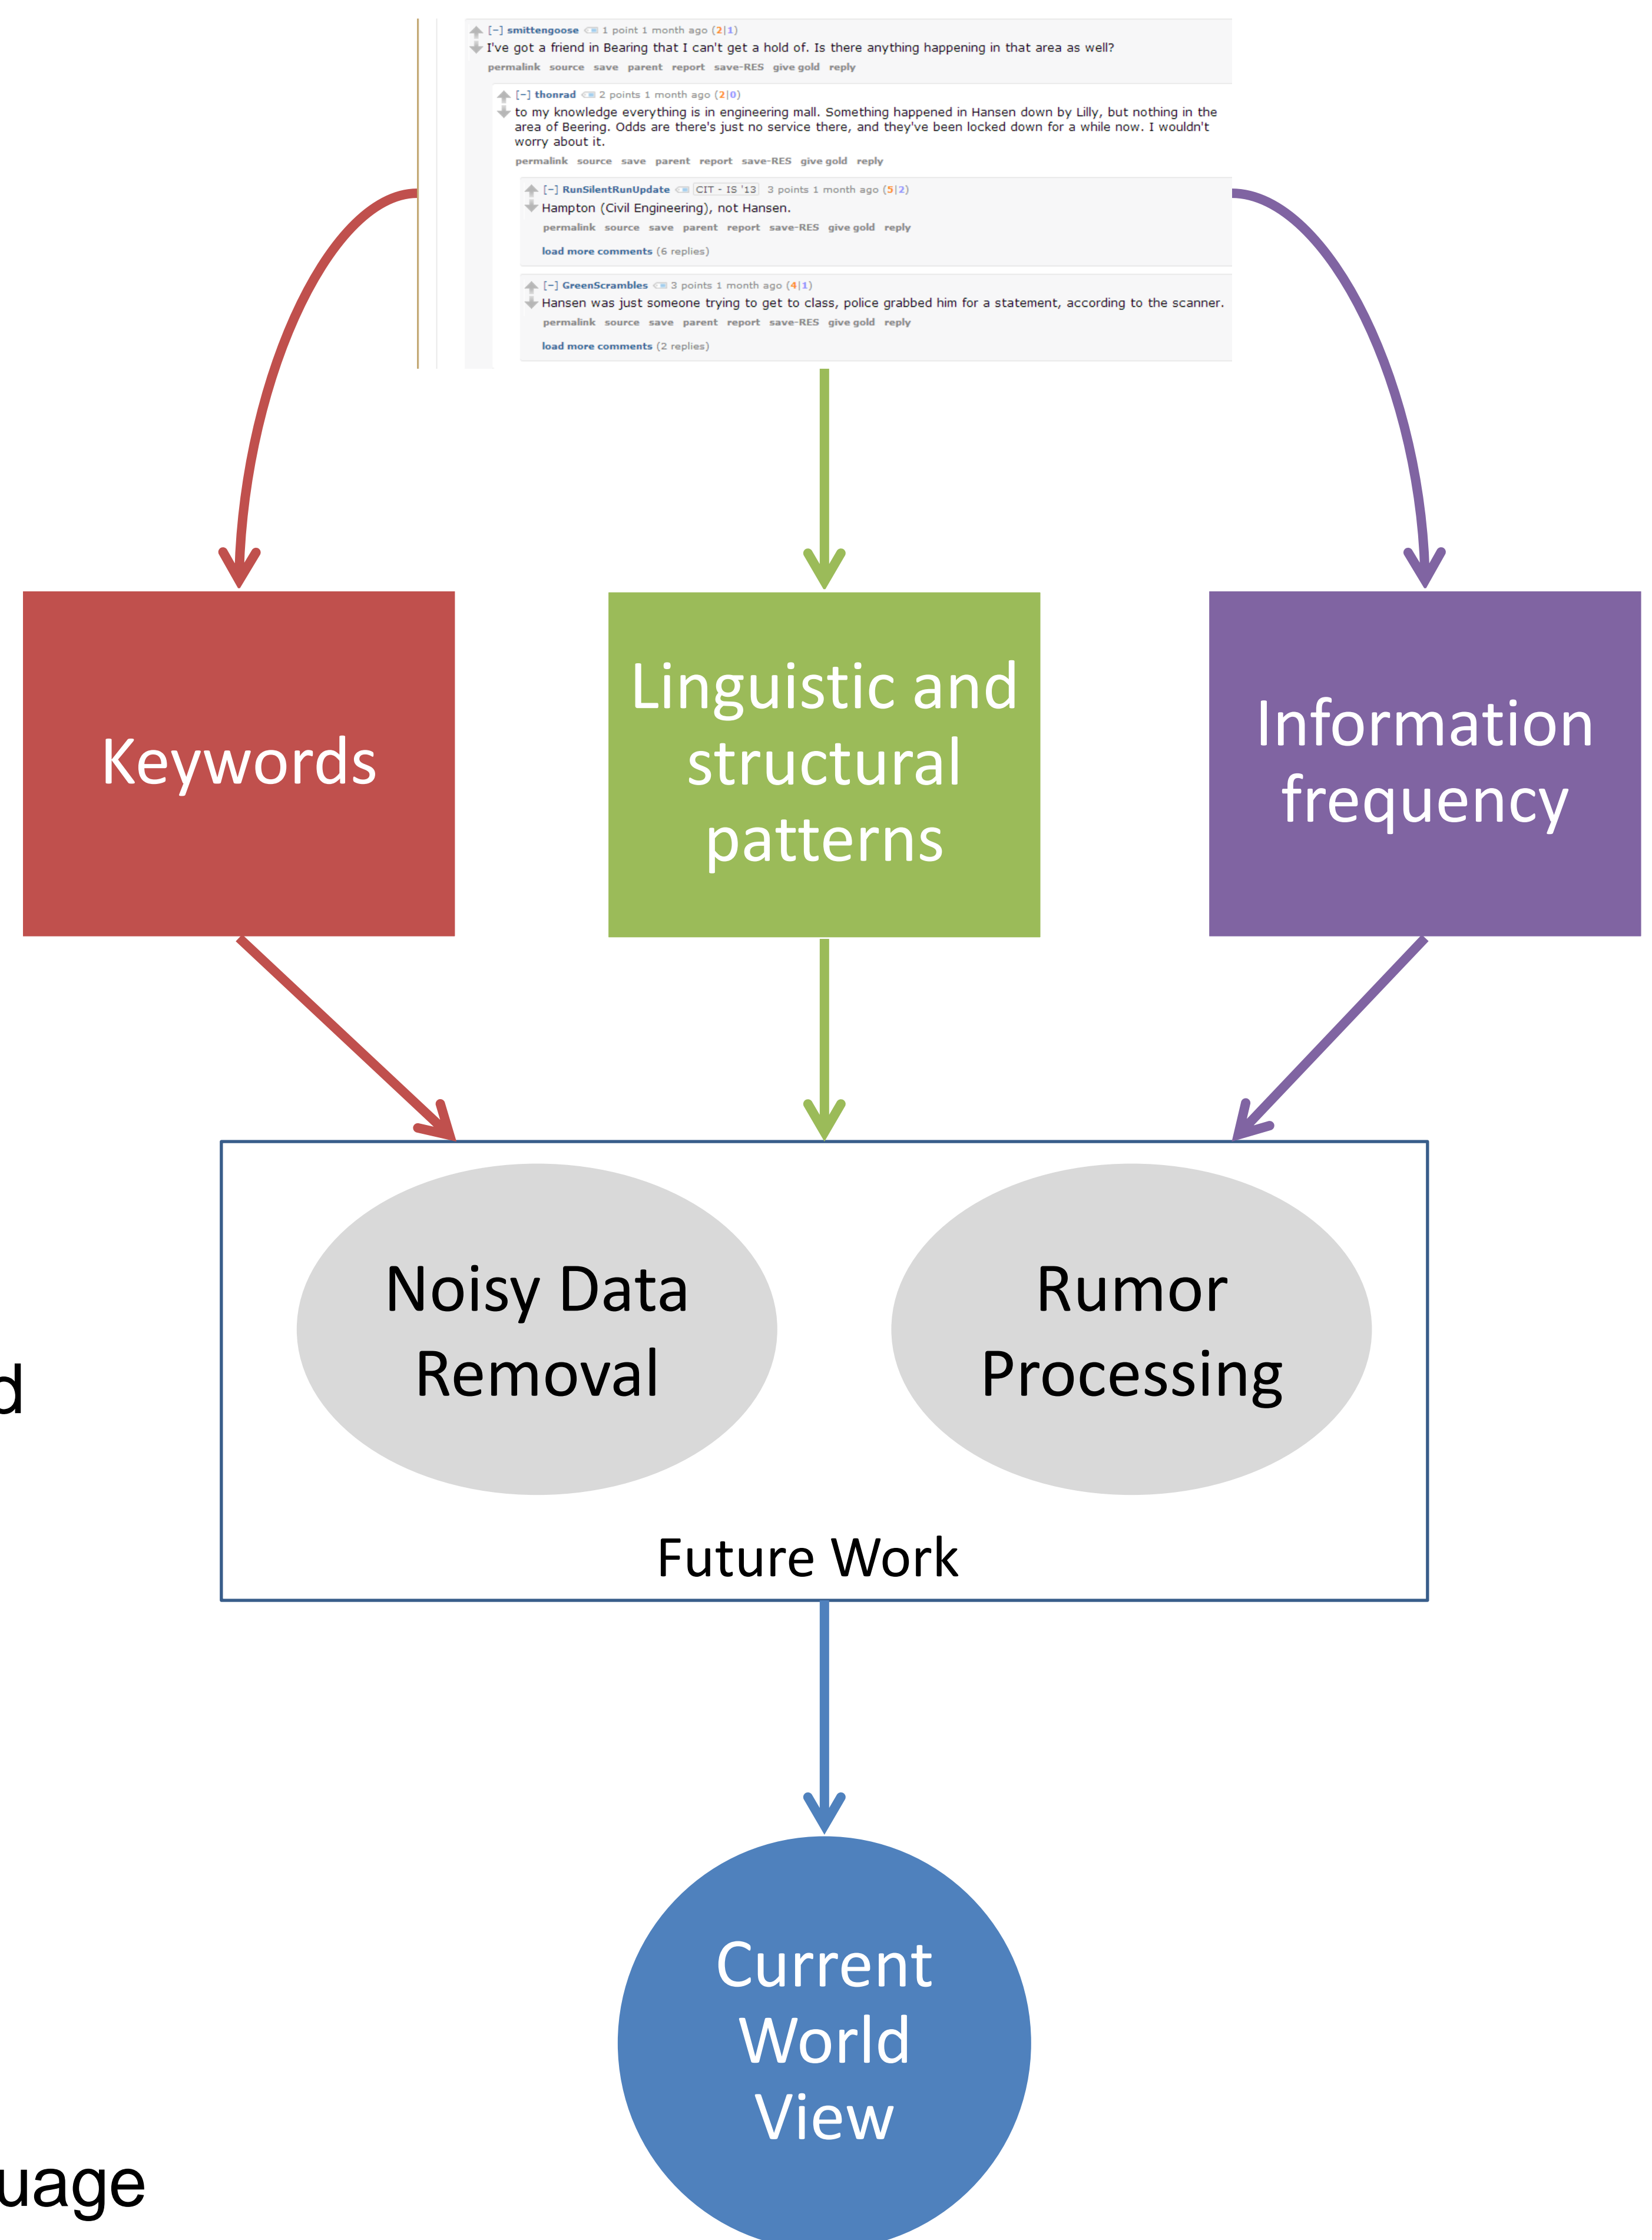 [-] smittengoose 1 point 1 month ago (2|1)
I've got a friend in Bearing that I can't get a hold of. Is there anything happening in that area as well?
permalink source save parent report save-RES give gold reply
[-] thonrad 2 points 1 month ago (2|0)
to my knowledge everything is in engineering mall. Something happened in Hansen down by Lilly, but nothing in the
area of Beering. Odds are there's just no service there, and they've been locked down for a while now. I wouldn't
worry about it.
permalink source save parent report save-RES give gold reply
[-] RunSilentRunUpdate CIT - IS '13 3 points 1 month ago (5|2)
Hampton (Civil Engineering), not Hansen.
permalink source save parent report save-RES give gold reply
load more comments (6 replies)
[-] GreenScrambles 3 points 1 month ago (4|1)
Hansen was just someone trying to get to class, police grabbed him for a statement, according to the scanner.
permalink source save parent report save-RES give gold reply
load more comments (2 replies)
Keywords
Linguistic and
structural
patterns
Information
frequency
Noisy Data
Removal
Rumor
Processing
d
Future Work
Current
World
View
uage